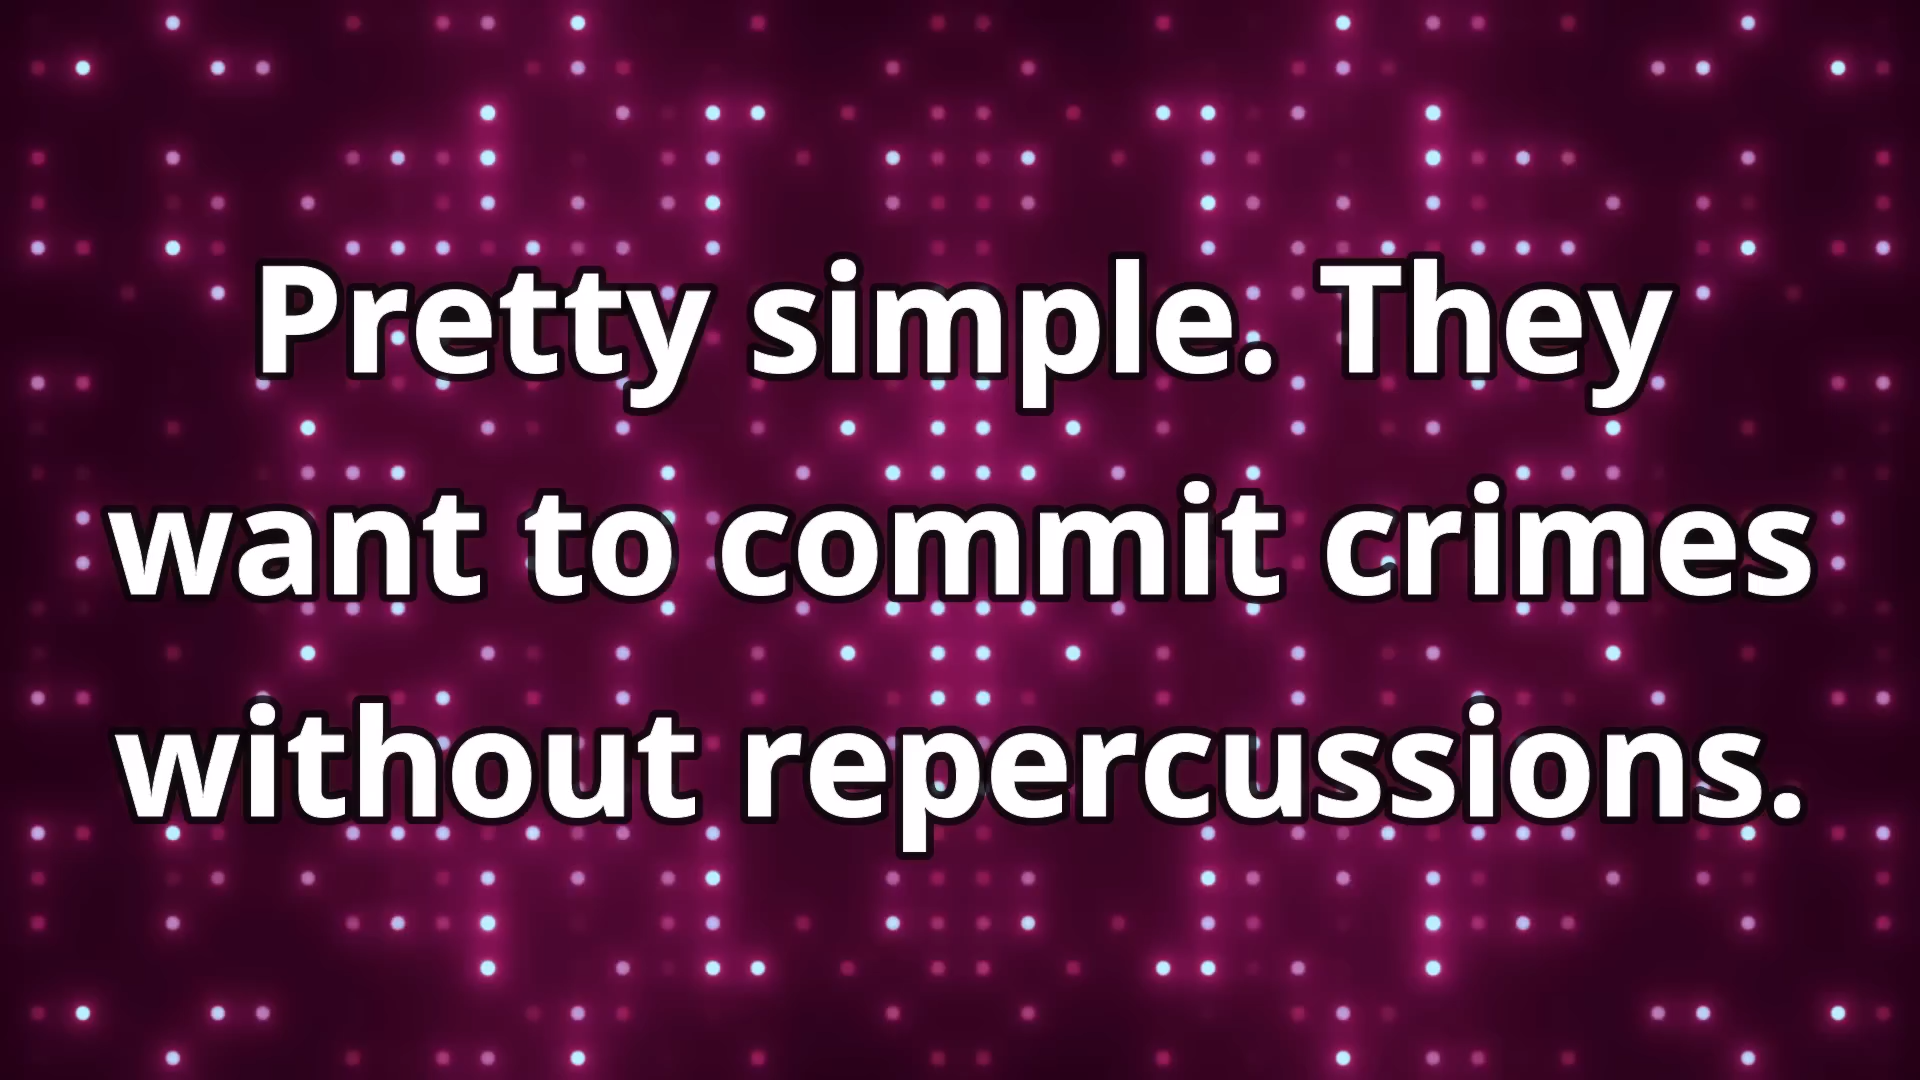 Pretty simple. They
want to commit crimes
without repercussions.